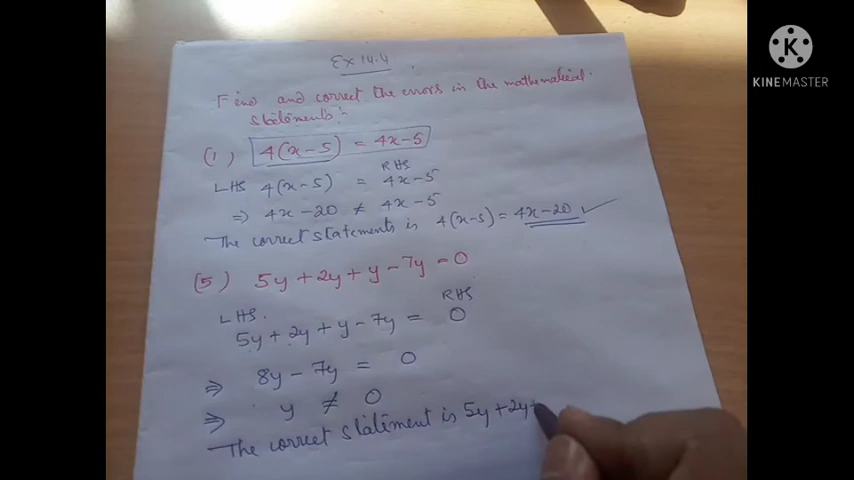 Ex 14.4
Find and correct the errors in the mathematical
statements:-
(1) 4(x-5) = 4x-5
LHS RHS
4(x-5) = 4x-5
⇒ 4x-20 ≠ 4x-5
The correct statements is 4(x-5) = 4x-20 ✓
(5) 5y+2y+y-7y=0
LHS. RHS
5y+2y+y-7y = 0
⇒ 8y-7y = 0
⇒ y ≠ 0
The correct statement is 5y+2y+
K
KINEMASTER